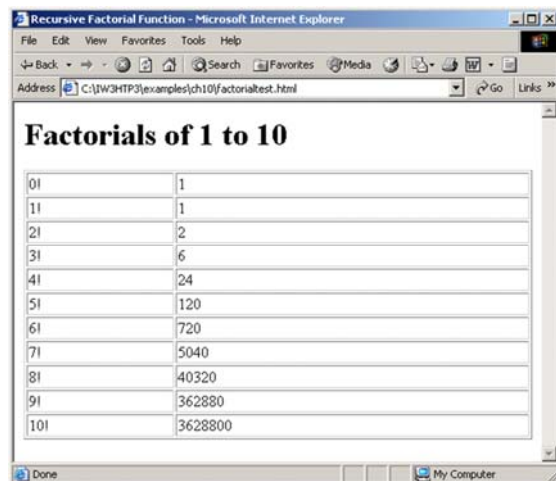 Recursive Factorial Function - Microsoft Internet Explorer
File Edit View Favorites Tools Help
Back Search Favorites Media
Address C:\IW3HTP3\examples\ch10\factorialtest.html Go Links »
Factorials of 1 to 10
0! 1
1! 1
2! 2
3! 6
4! 24
5! 120
6! 720
7! 5040
8! 40320
9! 362880
10! 3628800
Done My Computer